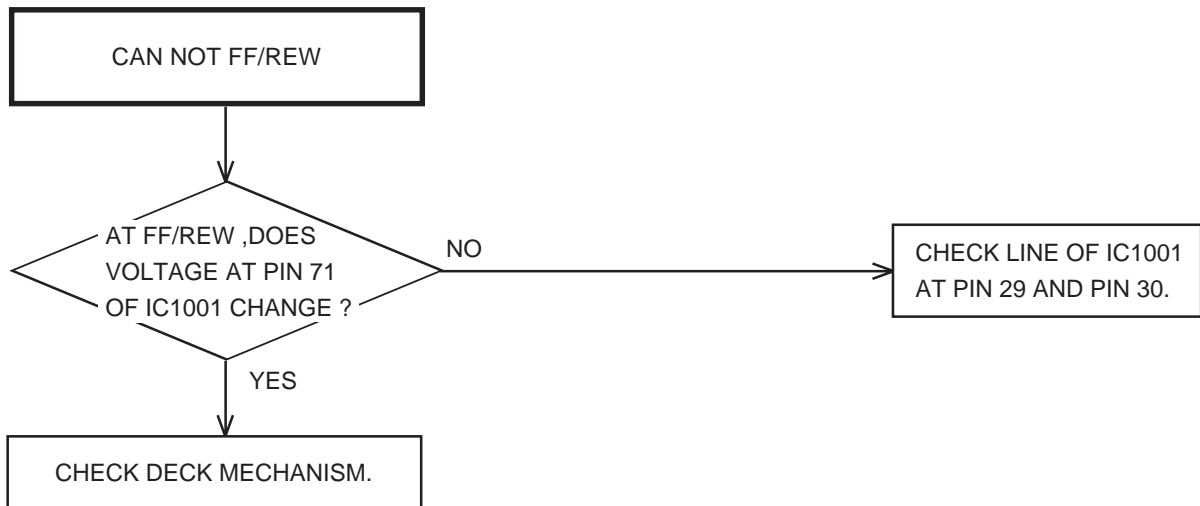 CAN NOT FF/REW
AT FF/REW ,DOES
VOLTAGE AT PIN 71
OF IC1001 CHANGE ?
NO
CHECK LINE OF IC1001
AT PIN 29 AND PIN 30.
YES
CHECK DECK MECHANISM.